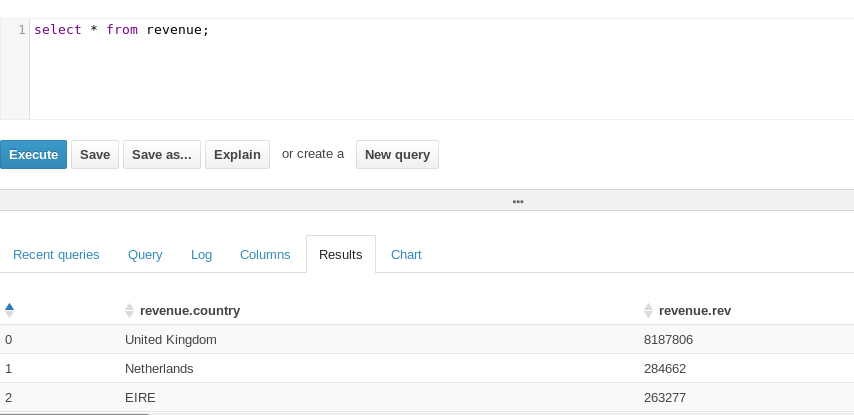 1 select * from revenue;
Execute Save Save as... Explain or create a New query
Recent queries Query Log Columns Results Chart
revenue.country revenue.rev
0 United Kingdom 8187806
1 Netherlands 284662
2 EIRE 263277